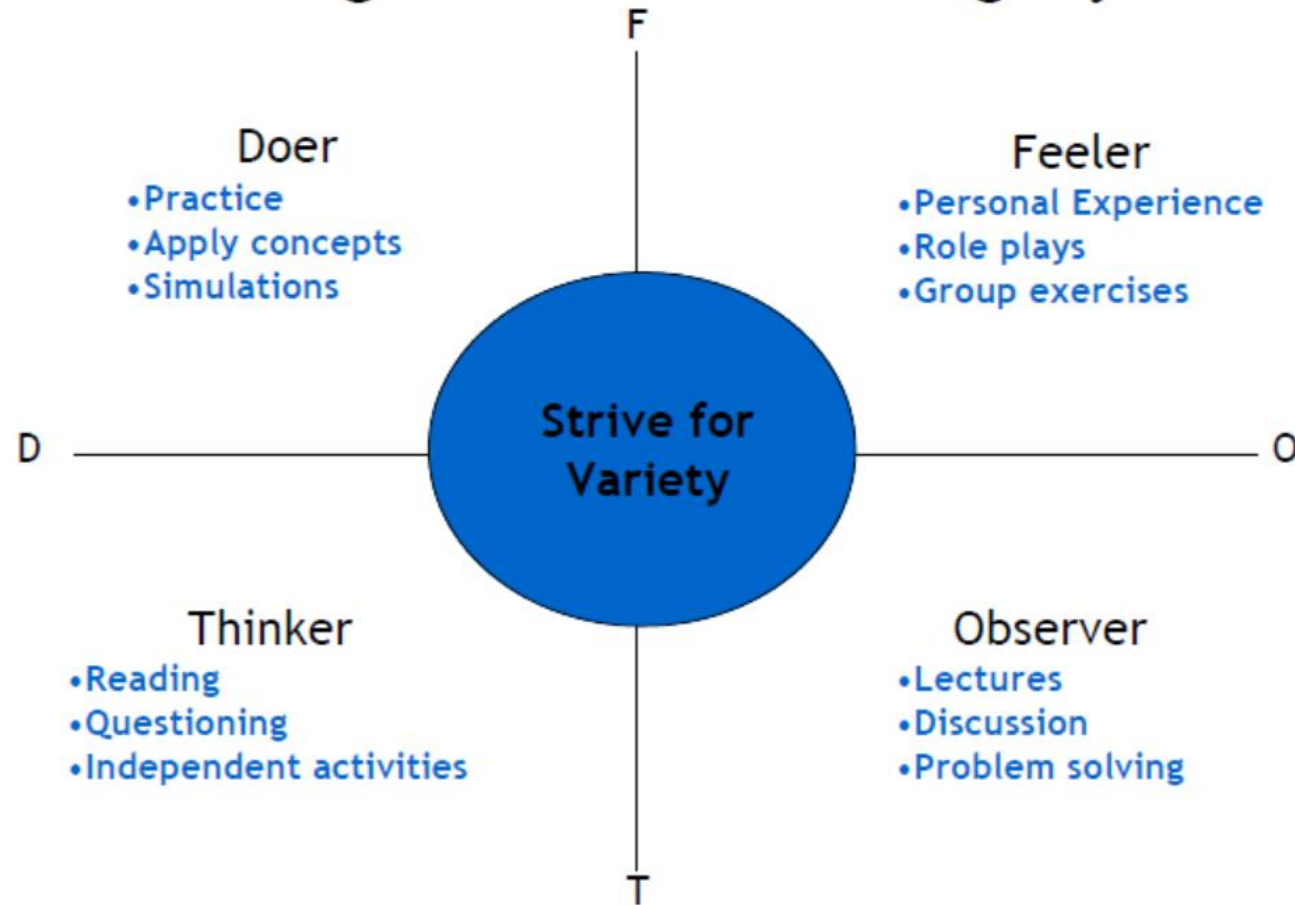 F
Doer
•Practice
•Apply concepts
•Simulations
Feeler
•Personal Experience
•Role plays
•Group exercises
D
Strive for
Variety
O
Thinker
•Reading
•Questioning
•Independent activities
Observer
•Lectures
•Discussion
•Problem solving
T